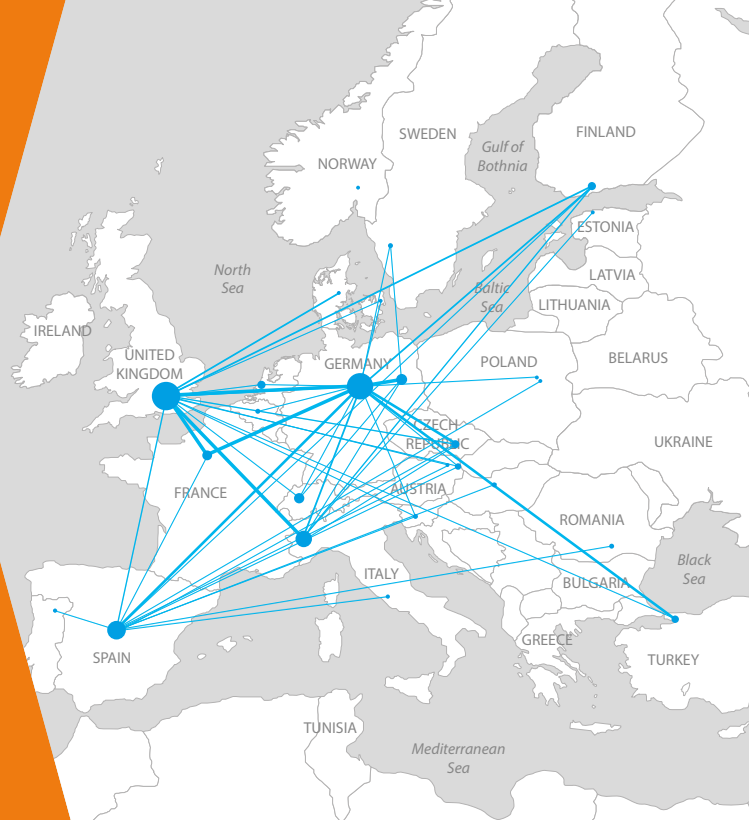 SWEDEN
FINLAND
Gulf of
Bothnia
NORWAY
ESTONIA
North
Sea
LATVIA
Baltic
Sea
LITHUANIA
IRELAND
UNITED
KINGDOM
GERMANY
POLAND
BELARUS
CZECH
REPUBLIC
UKRAINE
FRANCE
AUSTRIA
ROMANIA
Black
Sea
ITALY
BULGARIA
GREECE
SPAIN
TURKEY
TUNISIA
Mediterranean
Sea